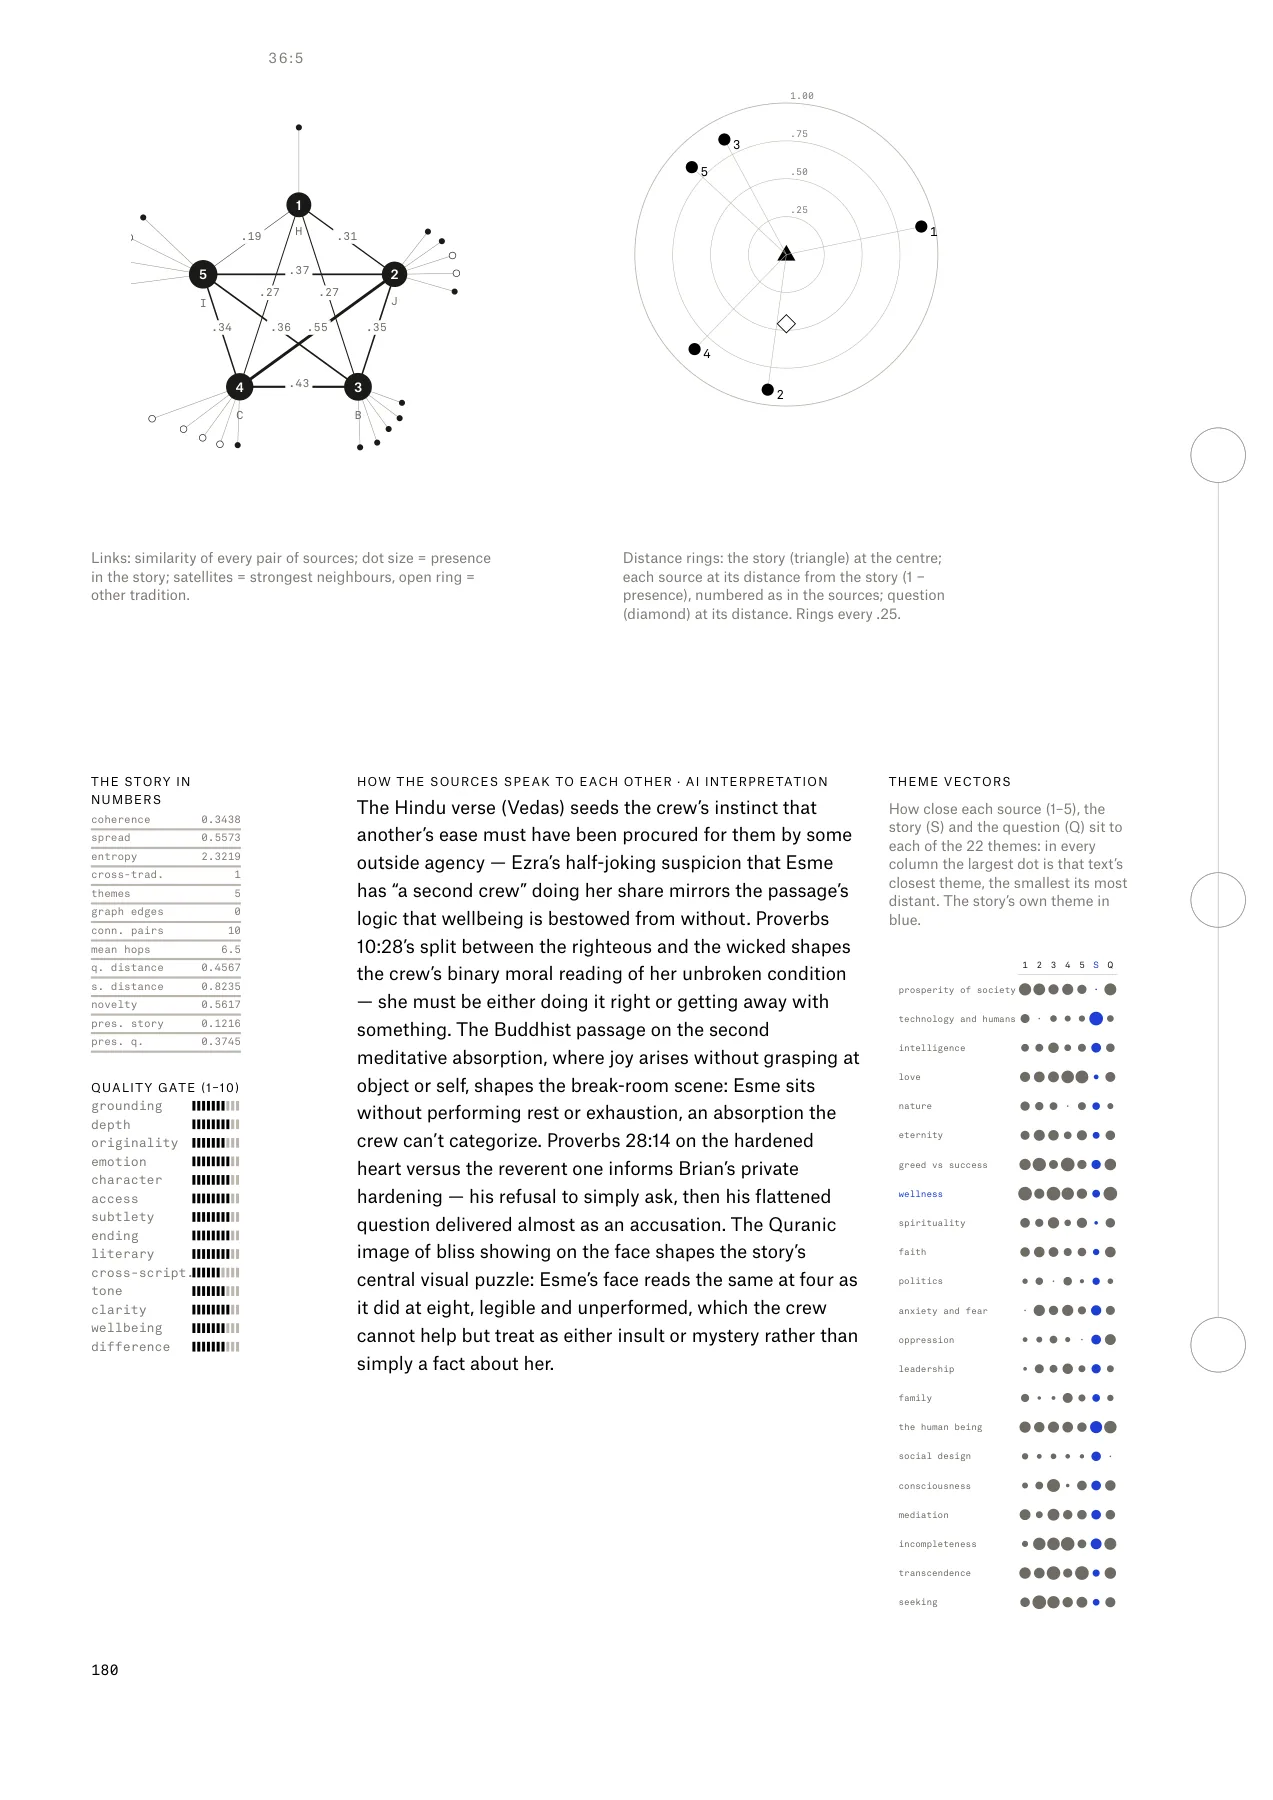 36:5
1
H
.19
.31
5
.37
2
I
.27
.27
J
.34
.36
.55
.35
4
.43
3
C
B
1.00
.75
3
5
.50
.25
1
4
2
Links: similarity of every pair of sources; dot size = presence
in the story; satellites = strongest neighbours, open ring =
other tradition.
Distance rings: the story (triangle) at the centre;
each source at its distance from the story (1 –
presence), numbered as in the sources; question
(diamond) at its distance. Rings every .25.
THE STORY IN
NUMBERS
coherence 0.3438
spread 0.5573
entropy 2.3219
cross-trad. 1
themes 5
graph edges 0
conn. pairs 10
mean hops 6.5
q. distance 0.4567
s. distance 0.8235
novelty 0.5617
pres. story 0.1216
pres. q. 0.3745
QUALITY GATE (1–10)
grounding
depth
originality
emotion
character
access
subtlety
ending
literary
cross-script.
tone
clarity
wellbeing
difference
HOW THE SOURCES SPEAK TO EACH OTHER · AI INTERPRETATION
The Hindu verse (Vedas) seeds the crew’s instinct that
another’s ease must have been procured for them by some
outside agency — Ezra’s half-joking suspicion that Esme
has “a second crew” doing her share mirrors the passage’s
logic that wellbeing is bestowed from without. Proverbs
10:28’s split between the righteous and the wicked shapes
the crew’s binary moral reading of her unbroken condition
— she must be either doing it right or getting away with
something. The Buddhist passage on the second
meditative absorption, where joy arises without grasping at
object or self, shapes the break-room scene: Esme sits
without performing rest or exhaustion, an absorption the
crew can’t categorize. Proverbs 28:14 on the hardened
heart versus the reverent one informs Brian’s private
hardening — his refusal to simply ask, then his flattened
question delivered almost as an accusation. The Quranic
image of bliss showing on the face shapes the story’s
central visual puzzle: Esme’s face reads the same at four as
it did at eight, legible and unperformed, which the crew
cannot help but treat as either insult or mystery rather than
simply a fact about her.
THEME VECTORS
How close each source (1–5), the
story (S) and the question (Q) sit to
each of the 22 themes: in every
column the largest dot is that text’s
closest theme, the smallest its most
distant. The story’s own theme in
blue.
1 2 3 4 5 S Q
prosperity of society
technology and humans
intelligence
love
nature
eternity
greed vs success
wellness
spirituality
faith
politics
anxiety and fear
oppression
leadership
family
the human being
social design
consciousness
mediation
incompleteness
transcendence
seeking
180